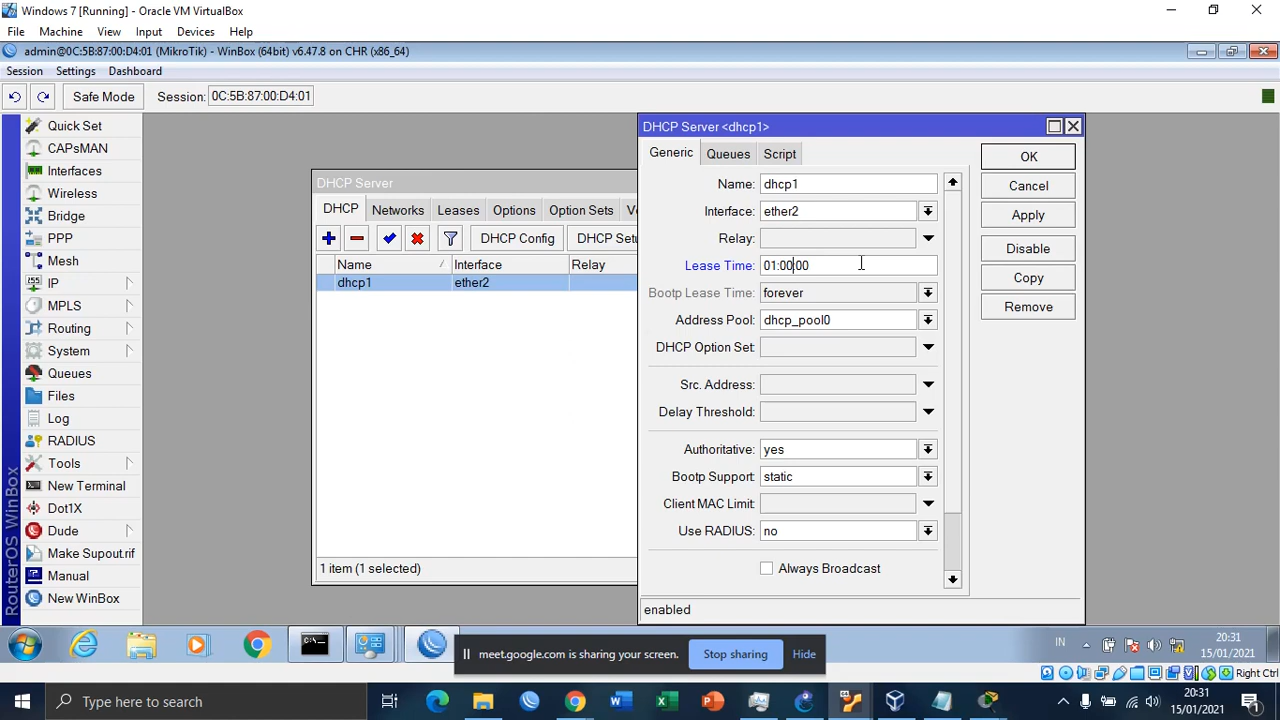 Windows 7 [Running] - Oracle VM VirtualBox
File Machine View Input Devices Help
admin@0C:5B:87:00:D4:01 (MikroTik) - WinBox (64bit) v6.47.8 on CHR (x86_64)
Session Settings Dashboard
Safe Mode Session: 0C:5B:87:00:D4:01
Quick Set
CAPsMAN
Interfaces
Wireless
Bridge
PPP
Mesh
IP
MPLS
Routing
System
Queues
Files
Log
RADIUS
Tools
New Terminal
Dot1X
Dude
Make Supout.rif
Manual
New WinBox
RouterOS WinBox
DHCP Server
DHCP Networks Leases Options Option Sets
DHCP Config DHCP Setu
Name Interface Relay
dhcp1 ether2
1 item (1 selected)
DHCP Server <dhcp1>
Generic Queues Script
Name: dhcp1
Interface: ether2
Relay:
Lease Time: 01:00:00
Bootp Lease Time: forever
Address Pool: dhcp_pool0
DHCP Option Set:
Src. Address:
Delay Threshold:
Authoritative: yes
Bootp Support: static
Client MAC Limit:
Use RADIUS: no
Always Broadcast
enabled
OK
Cancel
Apply
Disable
Copy
Remove
meet.google.com is sharing your screen. Stop sharing Hide
IN 20:31
15/01/2021
Right Ctrl
Type here to search
20:31
15/01/2021
1